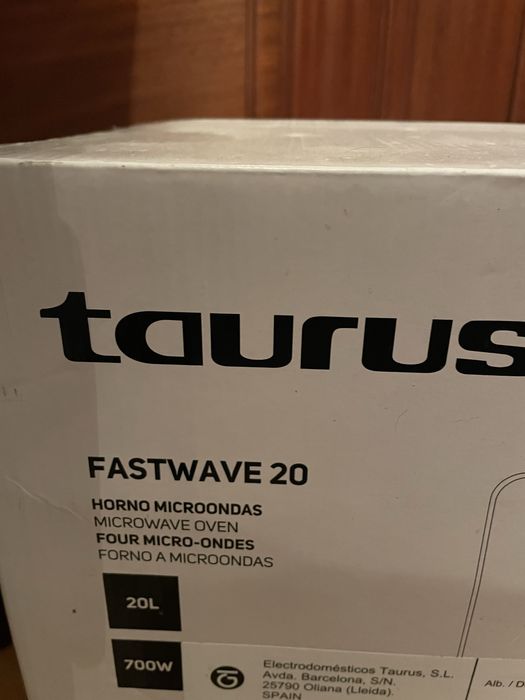 taurus
FASTWAVE 20
HORNO MICROONDAS
MICROWAVE OVEN
FOUR MICRO-ONDES
FORNO A MICROONDAS
20L
700W
Electrodomésticos Taurus, S.L.
Avda. Barcelona, S/N.
25790 Oliana (Lleida).
SPAIN
Alb. / D